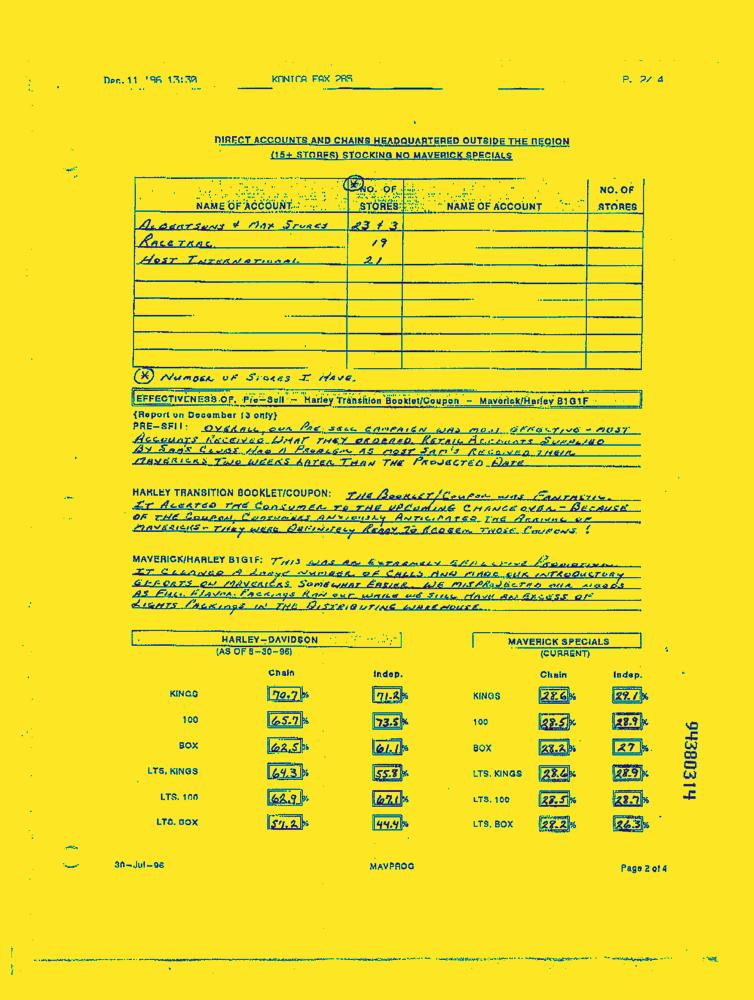 Dec. 11 '96 13:30 KONICA FAX 285 P. 2/ 4
DIRECT ACCOUNTS AND CHAINS HEADQUARTERED OUTSIDE THE REGION
(15+ STORES) STOCKING NO MAVERICK SPECIALS
NAME OF ACCOUNT NO. OF STORES NAME OF ACCOUNT NO. OF STORES
ALBERTSONS + MAX STORES 23 + 3
RACETRAC 19
HOST INTERNATIONAL 21
* NUMBER OF STORES I HAVE.
EFFECTIVENESS OF Pre-Sell - Harley Transition Booklet/Coupon - Maverick/Harley B1G1F
(Report on December 13 only)
PRE-SELL: OVERALL, OUR PRE SELL CAMPAIGN WAS MOST EFFECTIVE - MOST
ACCOUNTS RECEIVED WHAT THEY ORDERED. RETAIL ACCOUNTS SUPPLIED
BY SAM'S CLUBS HAD A PROBLEM AS MOST SAM'S RECEIVED THEIR
MAVERICKS TWO WEEKS LATER THAN THE PROJECTED DATE
HARLEY TRANSITION BOOKLET/COUPON: THE BOOKLET/COUPON WAS FANTASTIC.
IT ALERTED THE CONSUMER TO THE UPCOMING CHANGEOVER - BECAUSE
OF THE COUPON, CONSUMERS ANXIOUSLY ANTICIPATED THE ARRIVAL OF
MAVERICKS - THEY WERE DEFINITELY READY TO REDEEM THOSE COUPONS!
MAVERICK/HARLEY B1G1F: THIS WAS AN EXTREMELY EFFECTIVE PROMOTION.
IT CLEANED A LARGE NUMBER OF CALLS AND MADE OUR INTRODUCTORY
EFFORTS ON MAVERICKS SOMEWHAT EASIER. WE MISPROJECTED OUR NEEDS
AS FULL FLAVOR PACKINGS RAN OUT WHILE WE STILL HAVE AN EXCESS OF
LIGHTS PACKINGS IN THE DISTRIBUTING WAREHOUSE.
HARLEY-DAVIDSON MAVERICK SPECIALS
(AS OF 6-30-96) (CURRENT)
Chain Indep. Chain Indep.
KINGS 70.7% 71.2% KINGS 28.6% 29.1%
100 65.7% 73.5% 100 28.5% 28.9%
BOX 62.5% 61.1% BOX 28.2% 27%
LTS. KINGS 64.3% 55.8% LTS. KINGS 28.6% 28.9%
LTS. 100 62.9% 67.1% LTS. 100 28.5% 28.7%
LTS. BOX 54.2% 44.4% LTS. BOX 28.2% 26.3%
94380314
30-Jul-96 MAVPROG Page 2 of 4